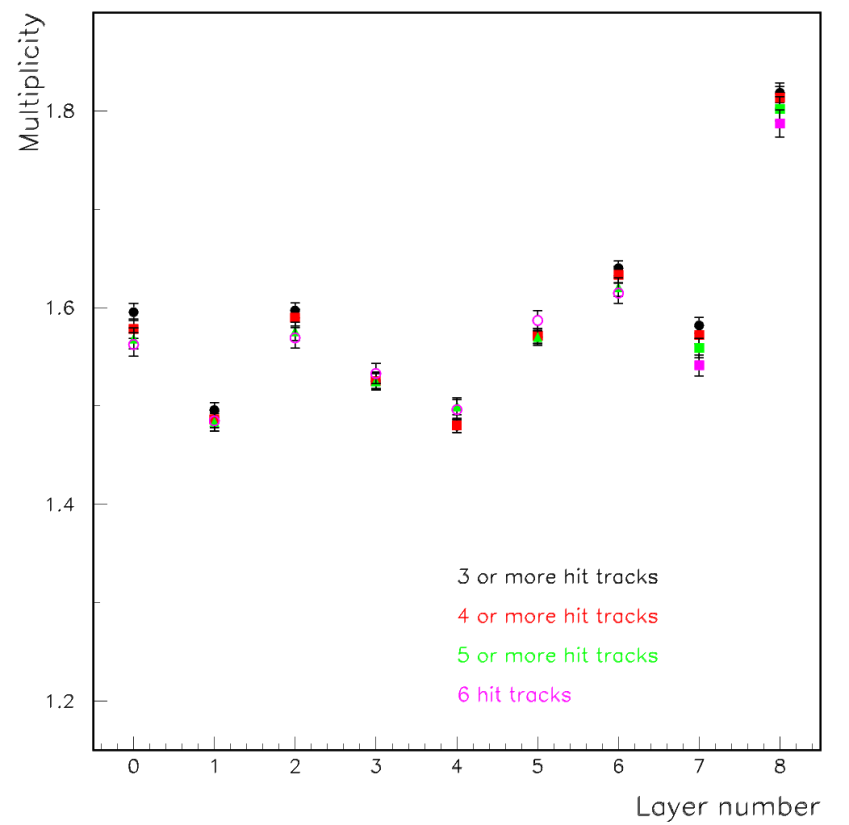 Multiplicity
1.8
1.6
1.4
1.2
3 or more hit tracks
4 or more hit tracks
5 or more hit tracks
6 hit tracks
0 1 2 3 4 5 6 7 8
Layer number